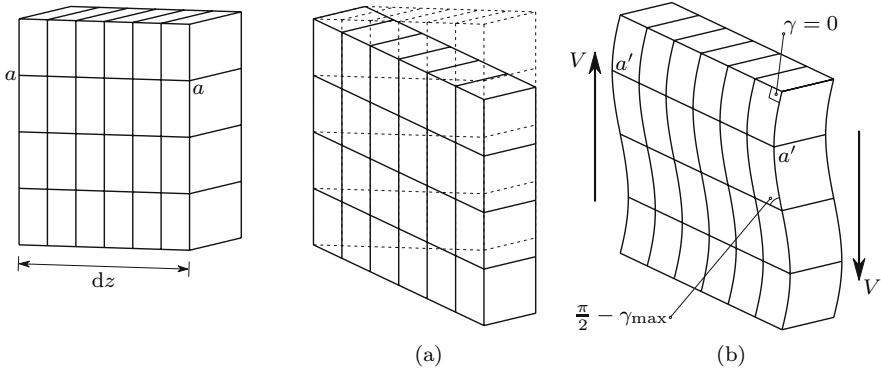 a
a
dz
(a)
V
a′
γ = 0
a′
V
π/2 − γmax
(b)